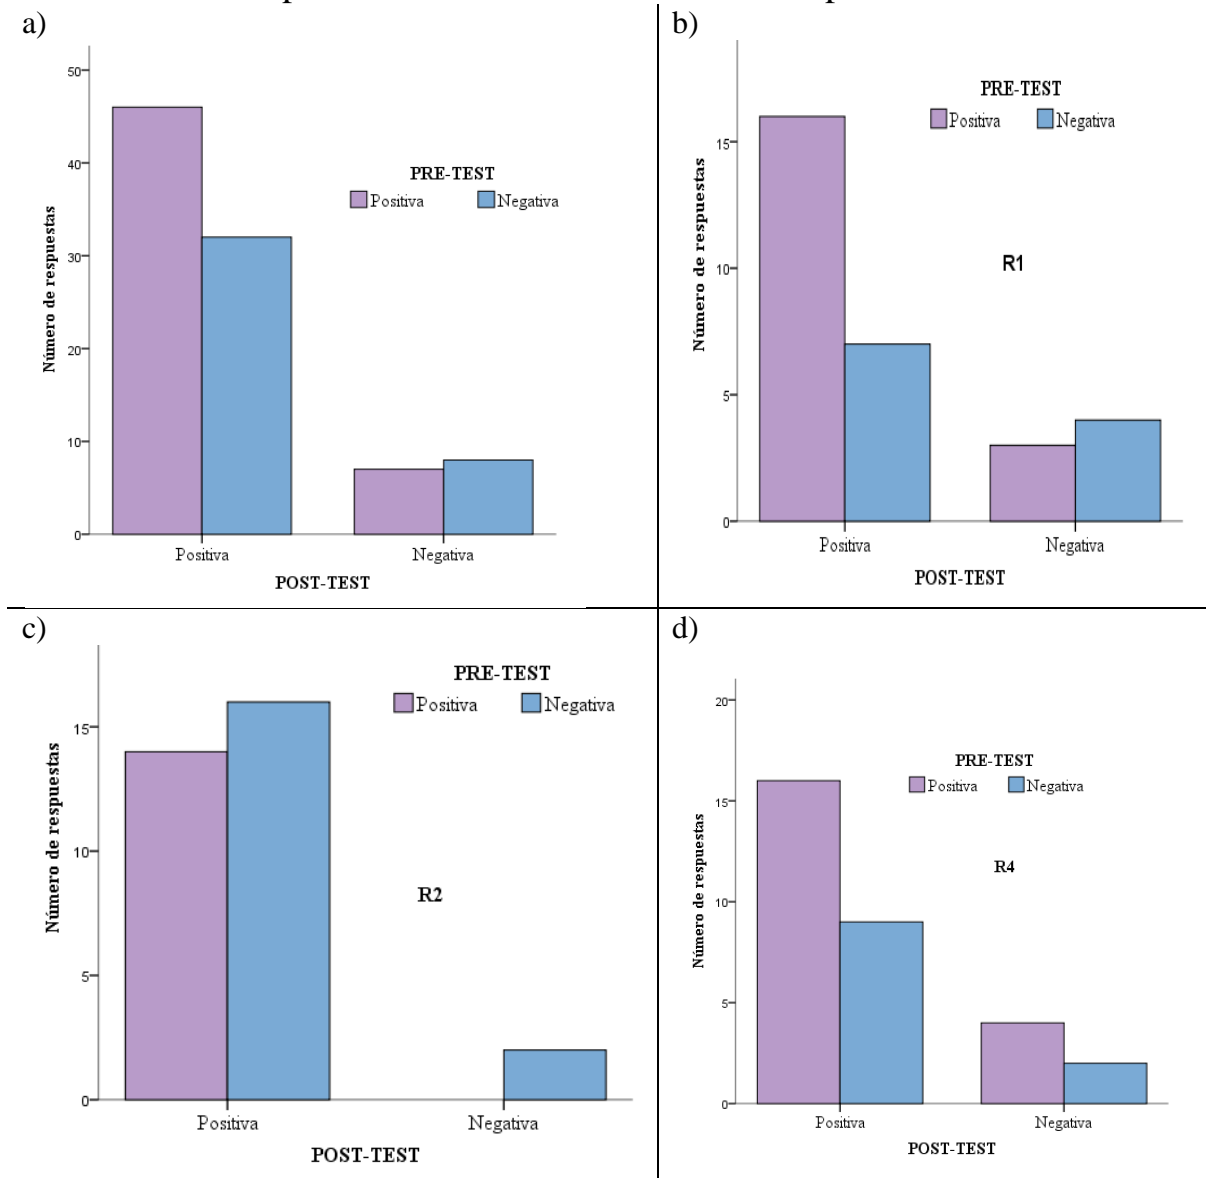 a)
50
40
30
20
10
0
Número de respuestas
PRE-TEST
Positiva Negativa
Positiva Negativa
POST-TEST
b)
15
10
5
0
Número de respuestas
PRE-TEST
Positiva Negativa
R1
Positiva Negativa
POST-TEST
c)
15
10
5
0
Número de respuestas
PRE-TEST
Positiva Negativa
R2
Positiva Negativa
POST-TEST
d)
20
15
10
5
0
Número de respuestas
PRE-TEST
Positiva Negativa
R4
Positiva Negativa
POST-TEST